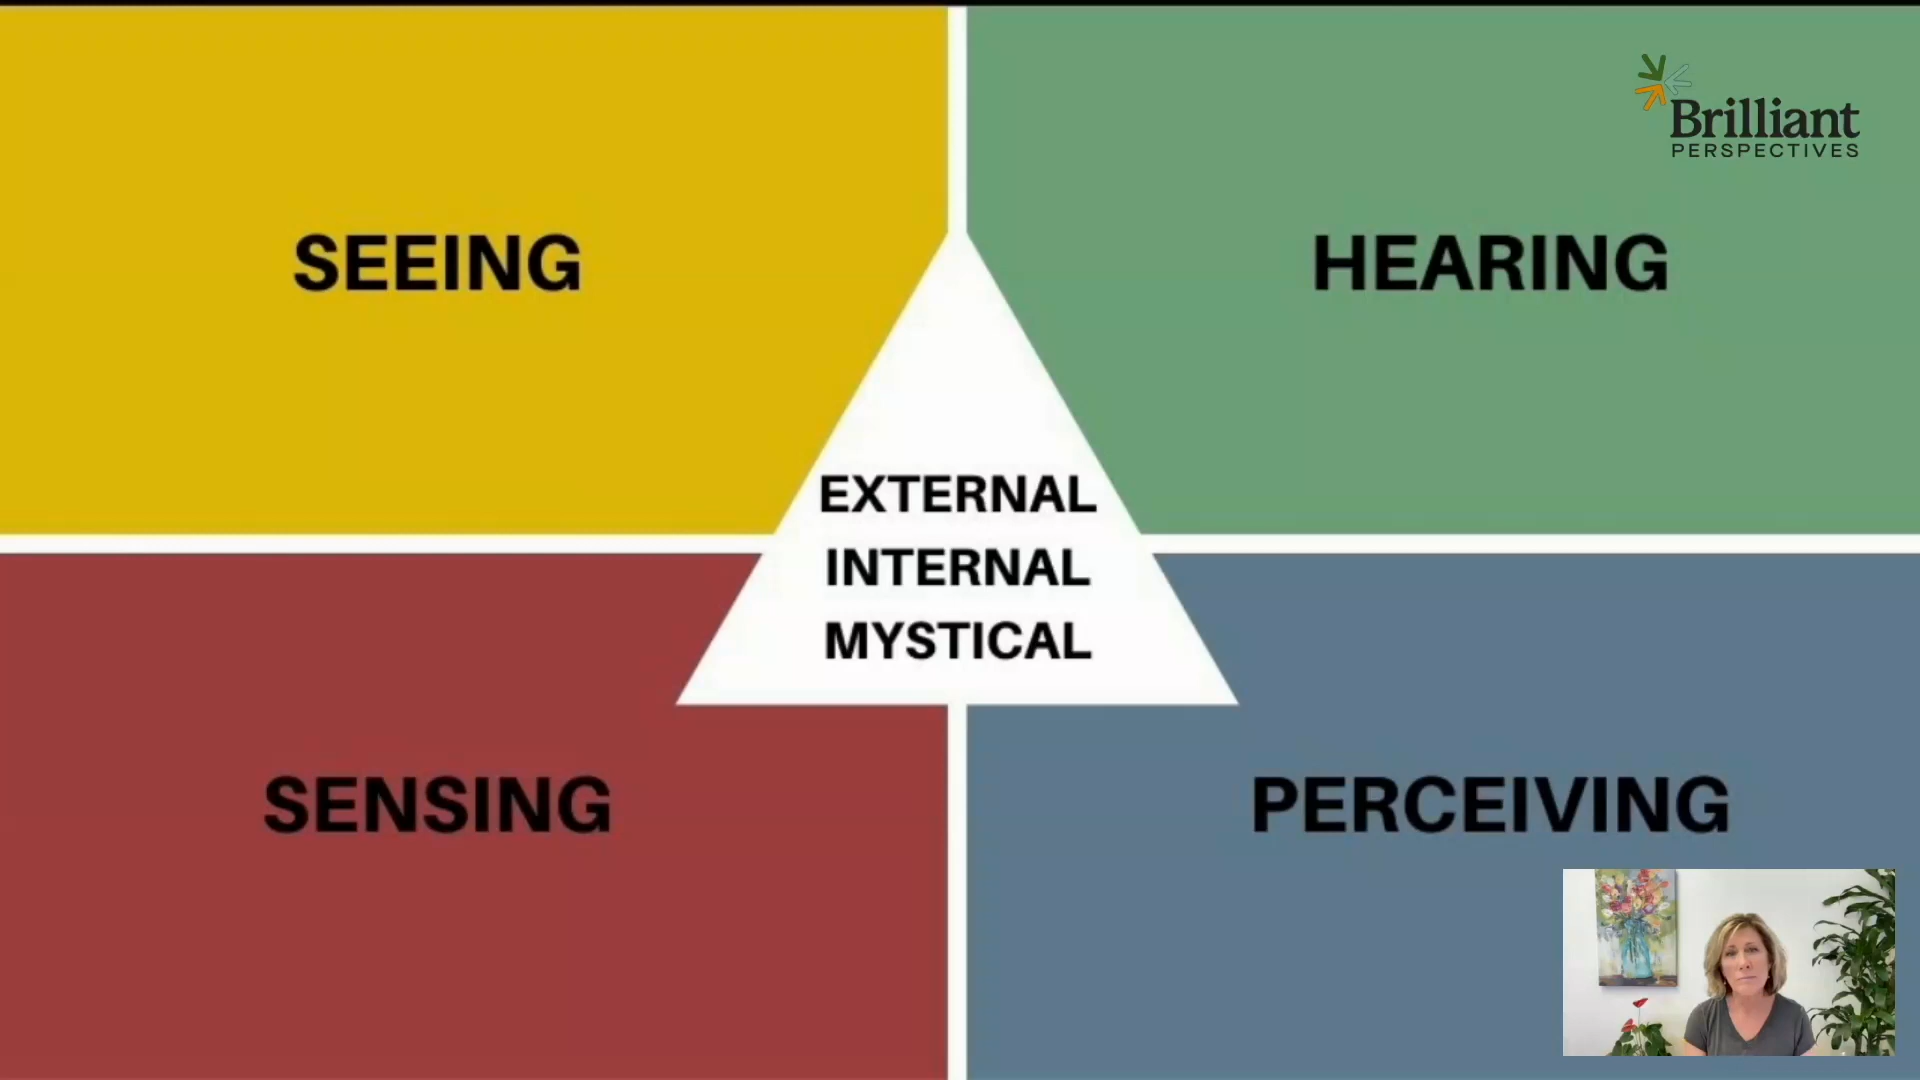 Brilliant
PERSPECTIVES
SEEING
HEARING
EXTERNAL
INTERNAL
MYSTICAL
SENSING
PERCEIVING